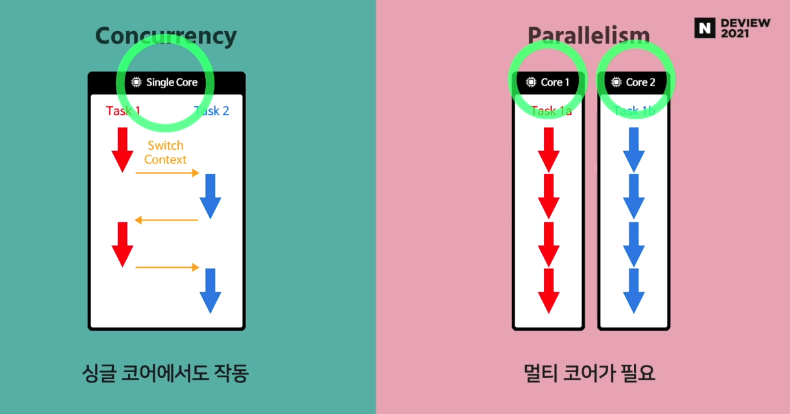 Concurrency
Single Core
Task 1
Task 2
Switch
Context
싱글 코어에서도 작동
Parallelism
N DEVIEW
2021
Core 1
Core 2
Task 1a
Task 1b
멀티 코어가 필요